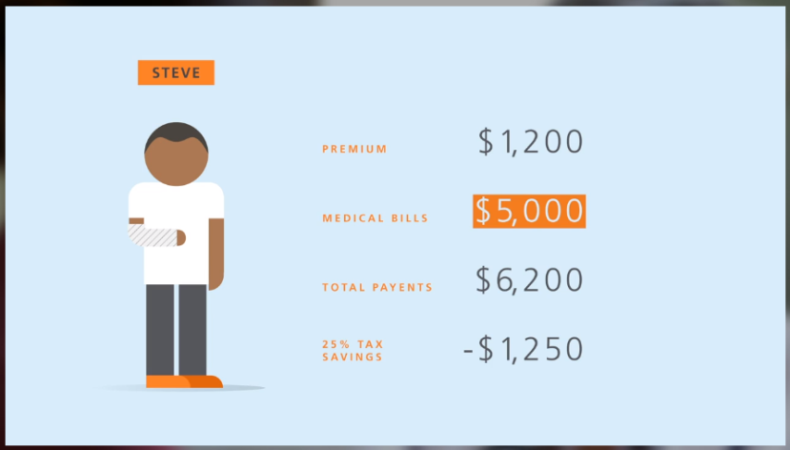 STEVE
PREMIUM $1,200
MEDICAL BILLS $5,000
TOTAL PAYENTS $6,200
25% TAX
SAVINGS -$1,250